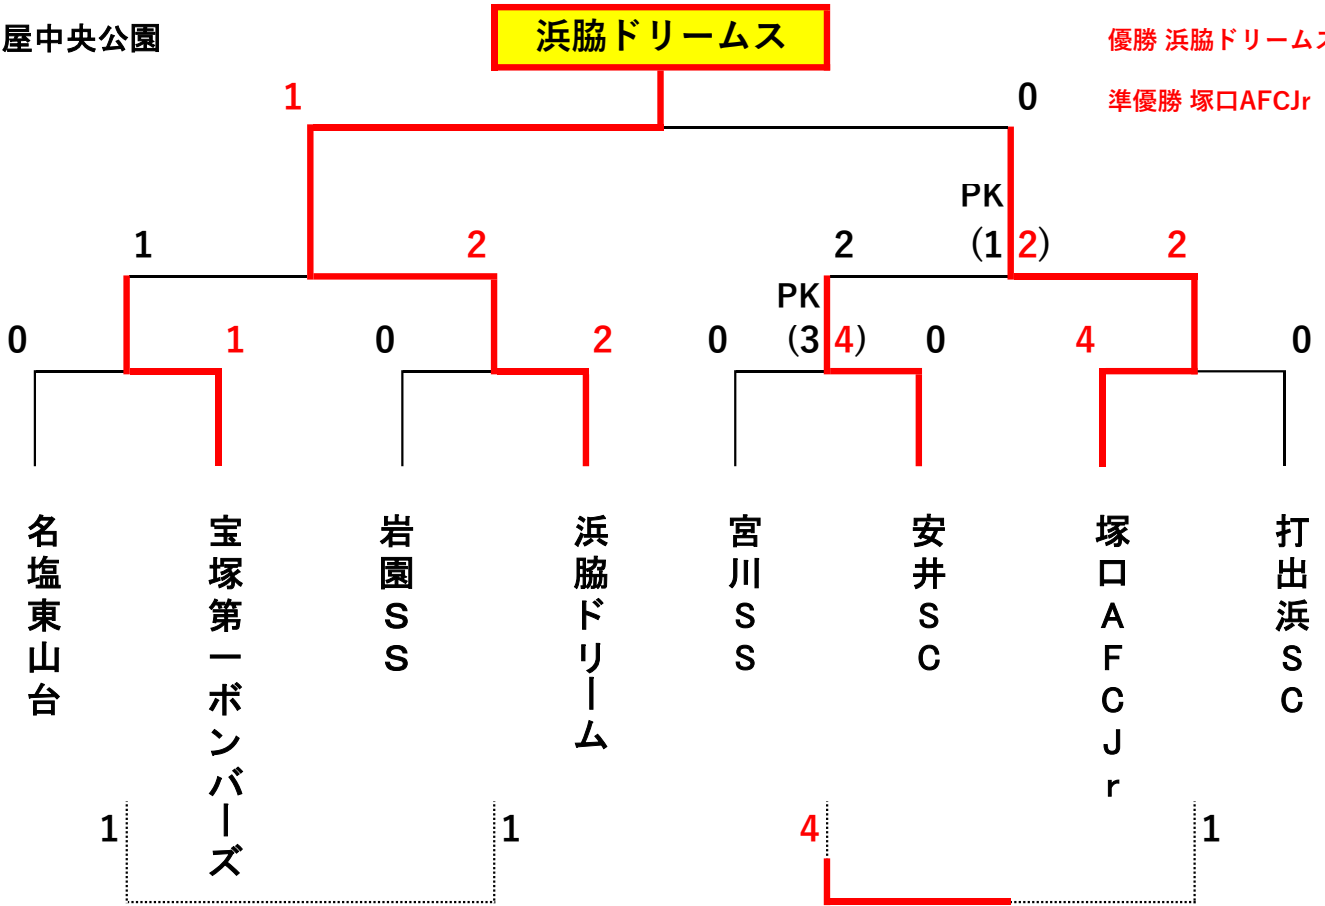 浜脇ドリームス
屋中央公園
優勝 浜脇ドリームス
準優勝 塚口AFCJr
1
0
PK
1
2
2
(1
2)
2
PK
0
1
0
2
0
(3
4)
0
4
0
名塩東山台
宝塚第一ボンバーズ
岩園SS
浜脇ドリーム
宮川SS
安井SC
塚口AFCJr
打出浜SC
1
1
4
1